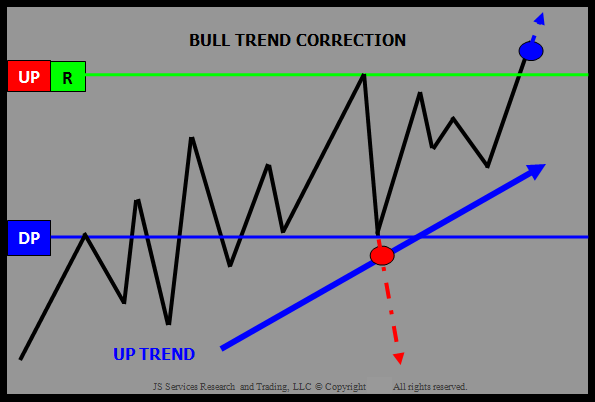 BULL TREND CORRECTION
UP R
DP
UP TREND
JS Services Research and Trading, LLC © Copyright All rights reserved.